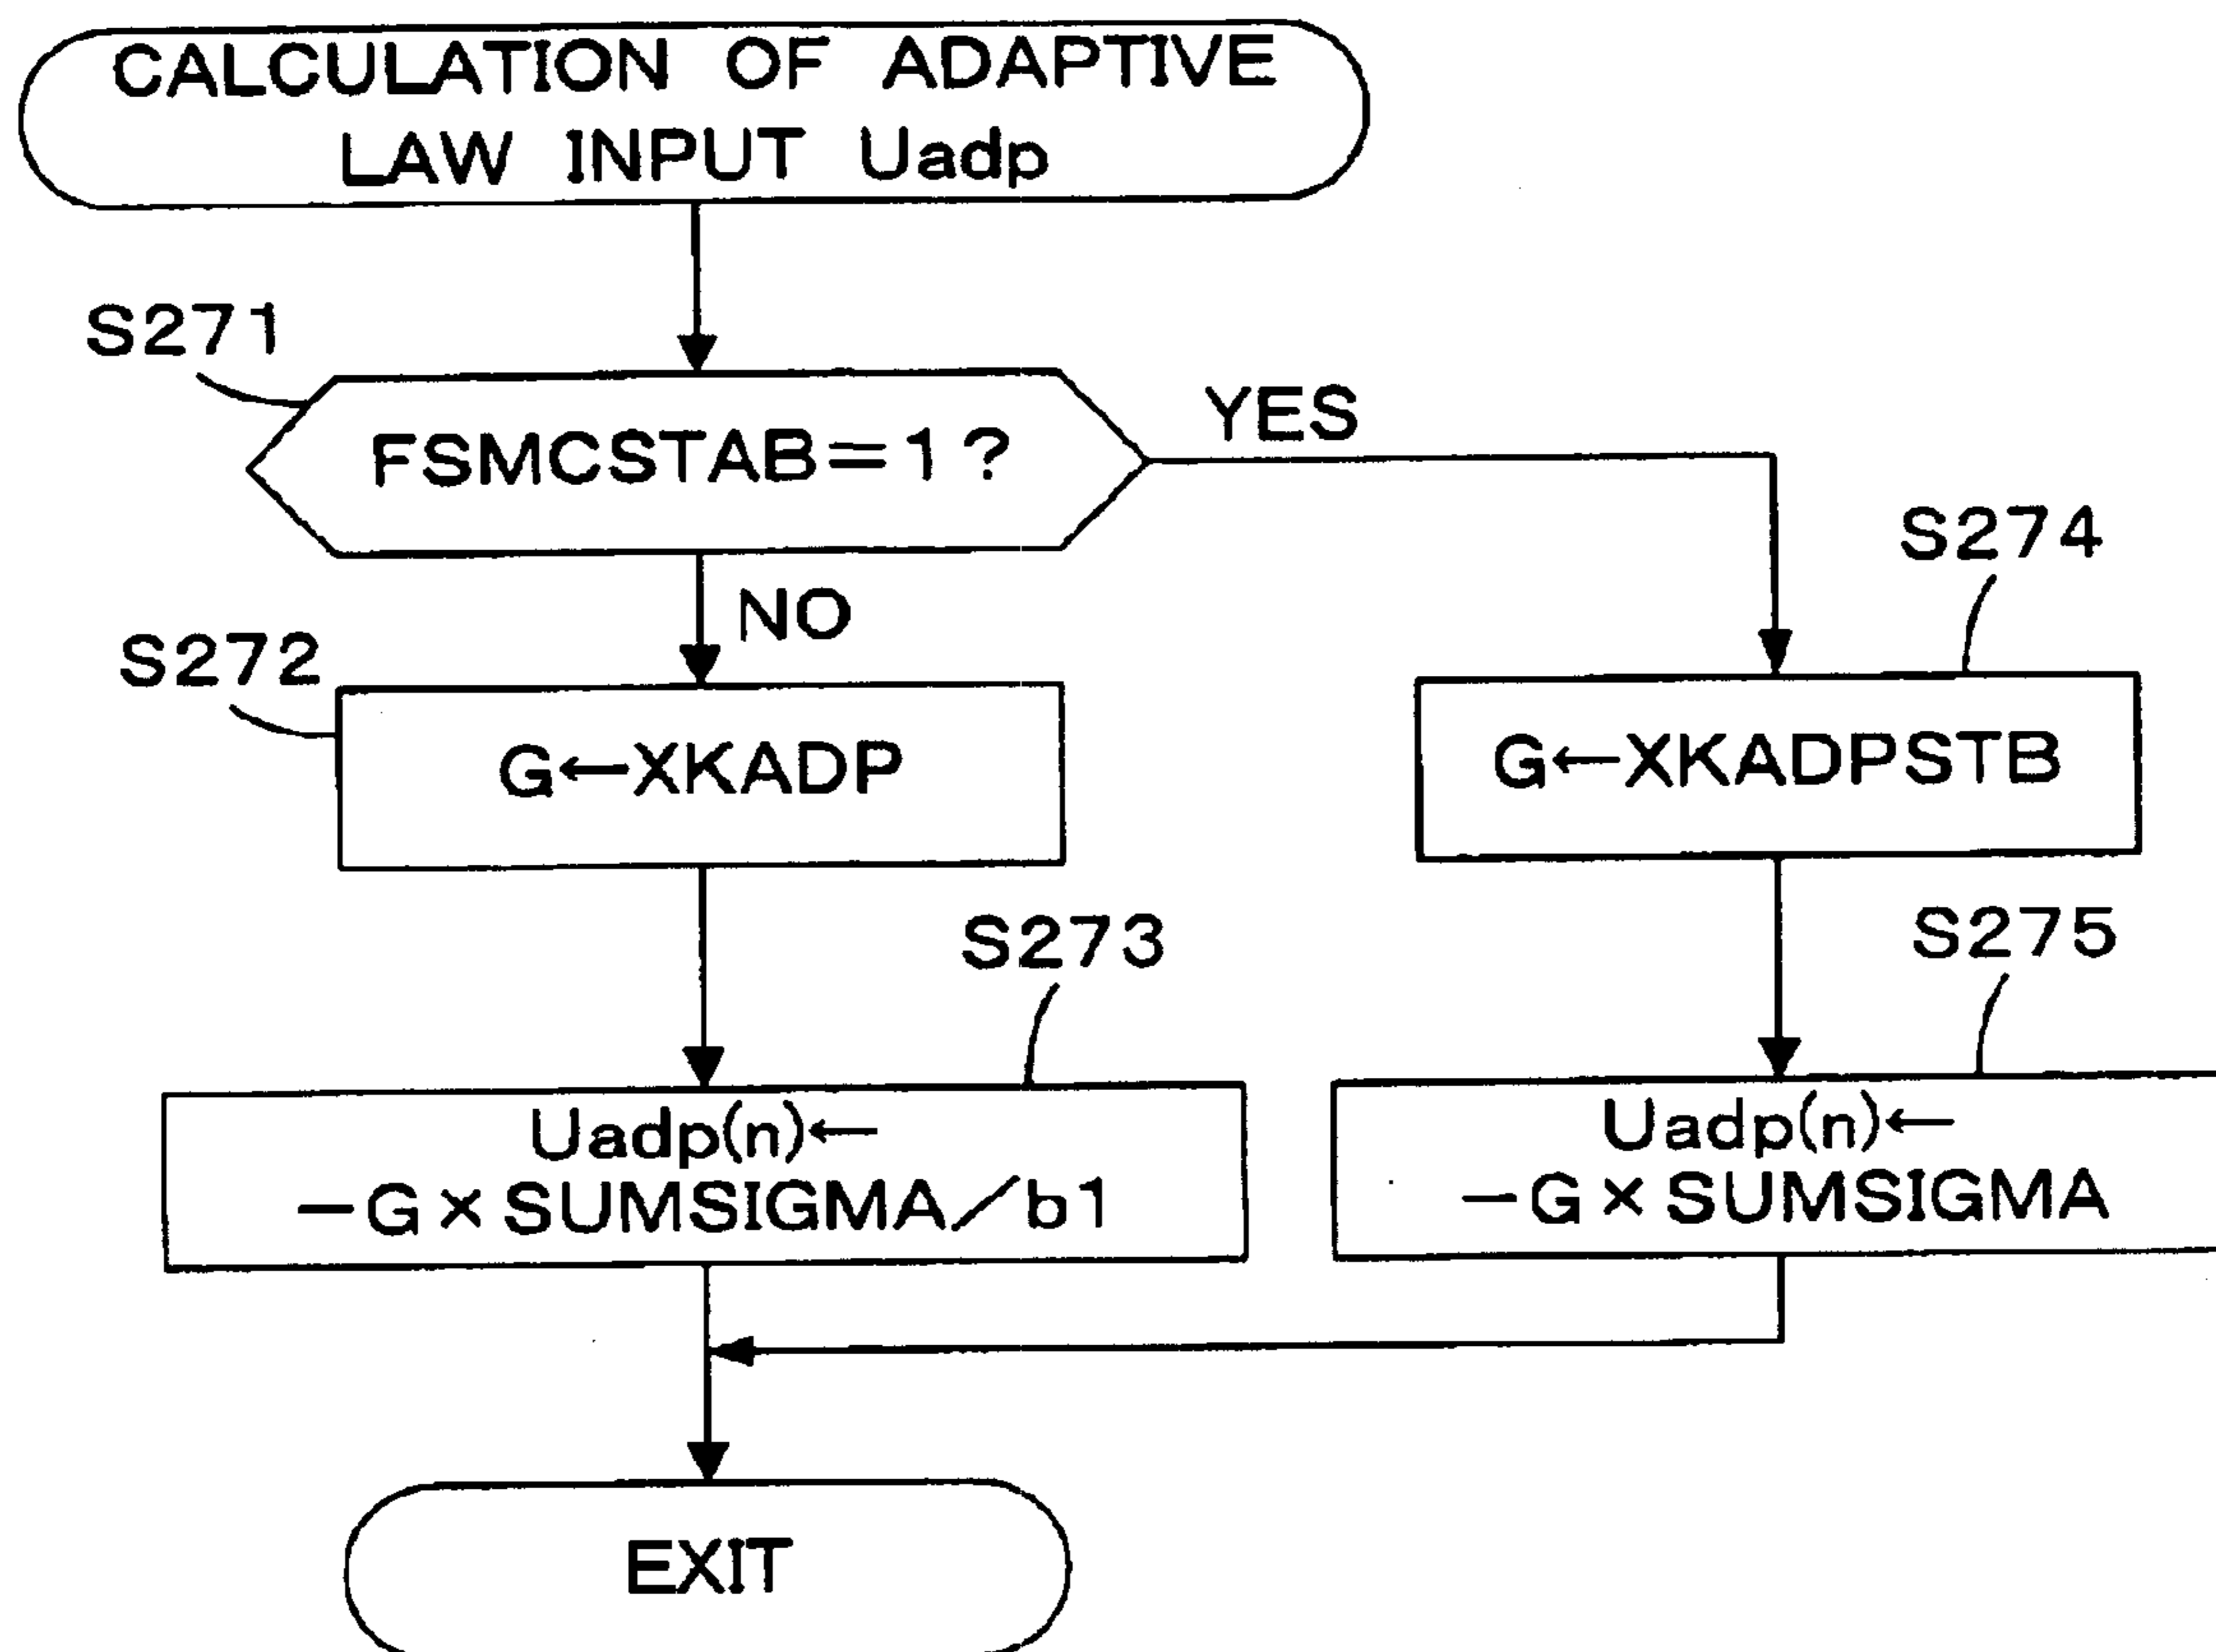 CALCULATION OF ADAPTIVE
LAW INPUT Uadp
S271
FSMCSTAB=1?
YES
NO
S274
S272
G←XKADP
G←XKADPSTB
S273
S275
Uadp(n)←
-G×SUMSIGMA/b1
Uadp(n)←
-G×SUMSIGMA
EXIT